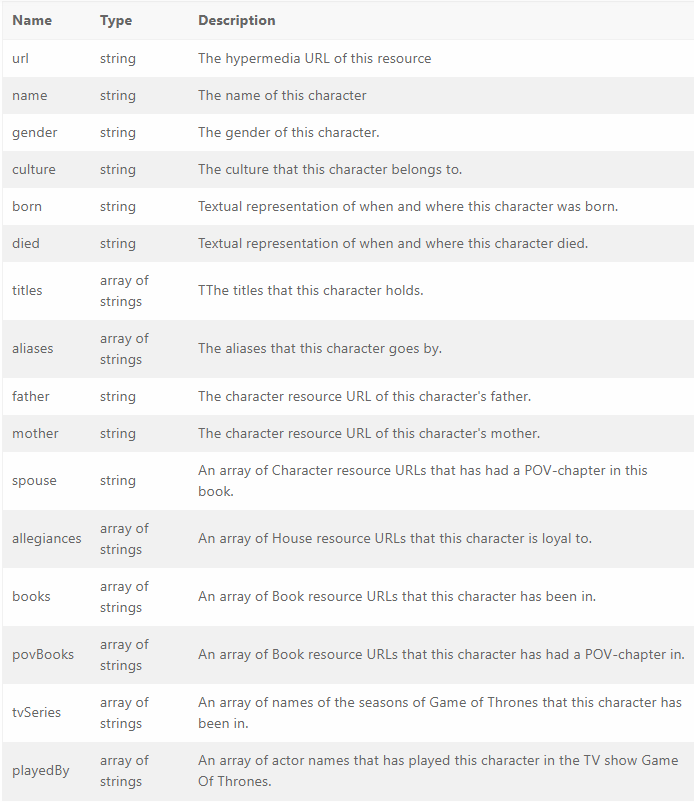 Name Type Description
url string The hypermedia URL of this resource
name string The name of this character
gender string The gender of this character.
culture string The culture that this character belongs to.
born string Textual representation of when and where this character was born.
died string Textual representation of when and where this character died.
titles array of strings TThe titles that this character holds.
aliases array of strings The aliases that this character goes by.
father string The character resource URL of this character's father.
mother string The character resource URL of this character's mother.
spouse string An array of Character resource URLs that has had a POV-chapter in this
book.
allegiances array of strings An array of House resource URLs that this character is loyal to.
books array of strings An array of Book resource URLs that this character has been in.
povBooks array of strings An array of Book resource URLs that this character has had a POV-chapter in.
tvSeries array of strings An array of names of the seasons of Game of Thrones that this character has
been in.
playedBy array of strings An array of actor names that has played this character in the TV show Game
Of Thrones.